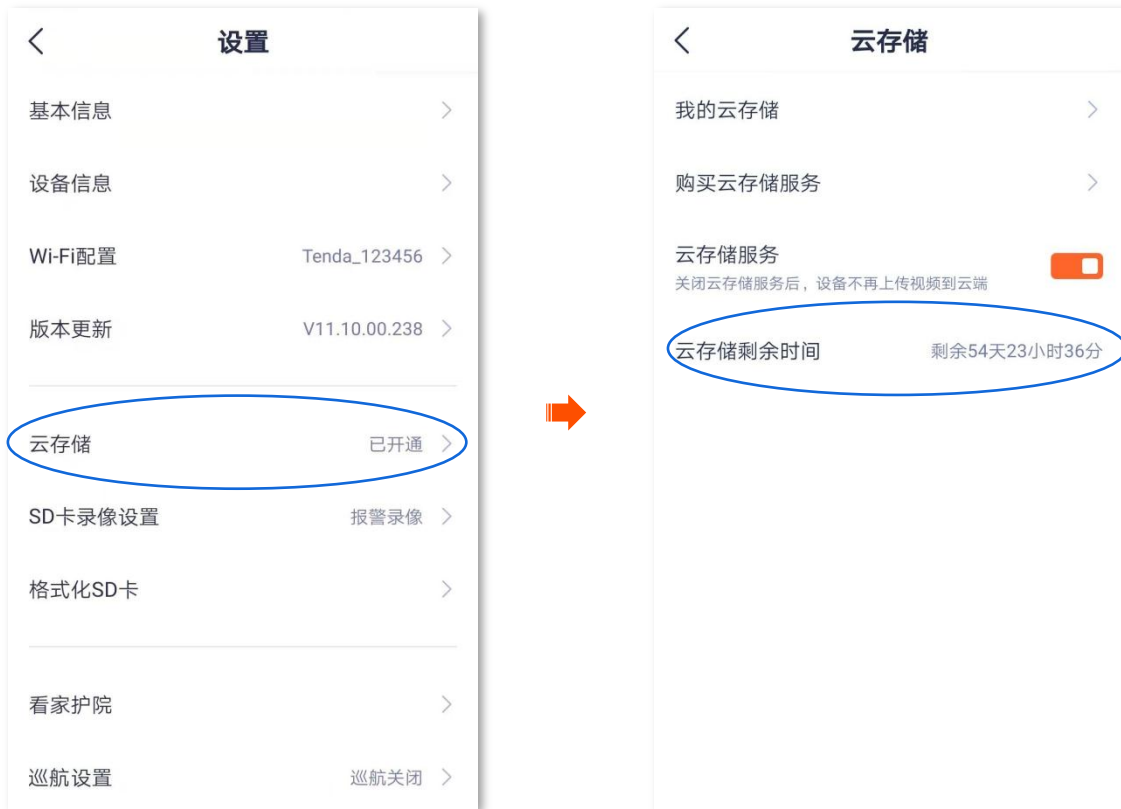 设置
基本信息
设备信息
Wi-Fi配置 Tenda_123456
版本更新 V11.10.00.238
云存储 已开通
SD卡录像设置 报警录像
格式化SD卡
看家护院
巡航设置 巡航关闭
云存储
我的云存储
购买云存储服务
云存储服务
关闭云存储服务后，设备不再上传视频到云端
云存储剩余时间 剩余54天23小时36分